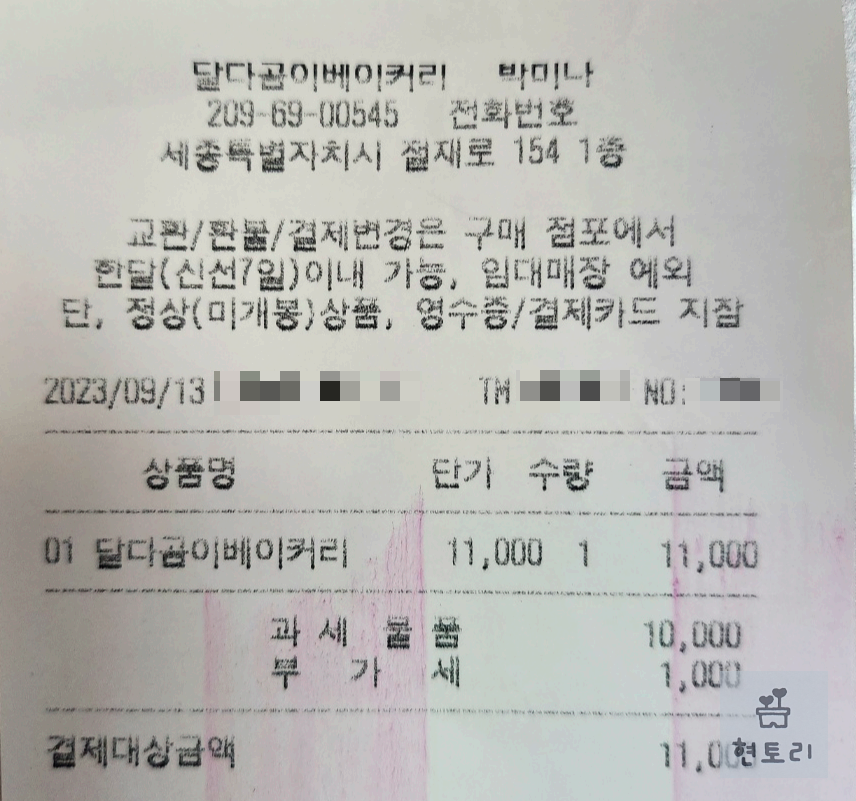 달다곰이베이커리 박미나
209-69-00545 전화번호
세종특별자치시 절재로 154 1층
교환/환불/결제변경은 구매 점포에서
한달(신선7일)이내 가능, 임대매장 예외
단, 정상(미개봉)상품, 영수증/결제카드 지참
2023/09/13 TM NO:
상품명 단가 수량 금액
01 달다곰이베이커리 11,000 1 11,000
과 세 물 품 10,000
부 가 세 1,000
결제대상금액 11,000
현토리